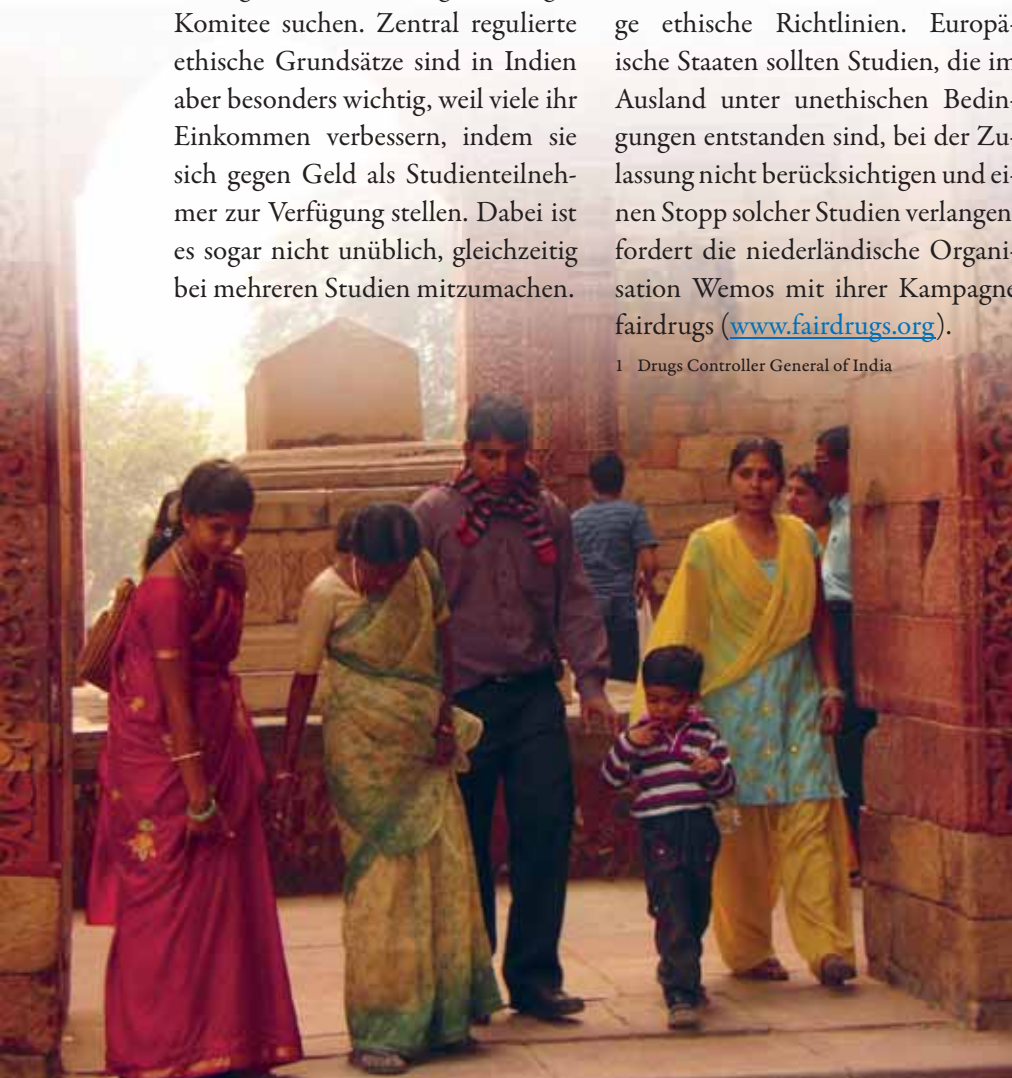 Komitee suchen. Zentral regulierte
ethische Grundsätze sind in Indien
aber besonders wichtig, weil viele ihr
Einkommen verbessern, indem sie
sich gegen Geld als Studienteilneh-
mer zur Verfügung stellen. Dabei ist
es sogar nicht unüblich, gleichzeitig
bei mehreren Studien mitzumachen.
ge ethische Richtlinien. Europä-
ische Staaten sollten Studien, die im
Ausland unter unethischen Bedin-
gungen entstanden sind, bei der Zu-
lassung nicht berücksichtigen und ei-
nen Stopp solcher Studien verlangen
fordert die niederländische Organi-
sation Wemos mit ihrer Kampagne
fairdrugs (www.fairdrugs.org).
1 Drugs Controller General of India